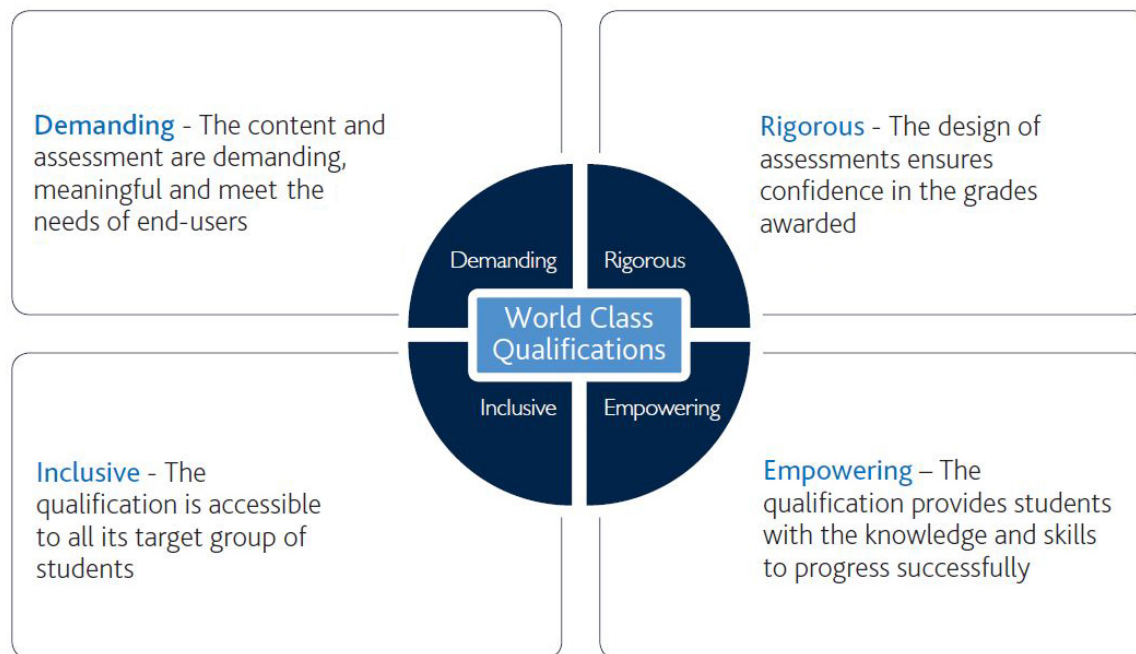 Demanding - The content and
assessment are demanding,
meaningful and meet the
needs of end-users
Rigorous - The design of
assessments ensures
confidence in the grades
awarded
Demanding
Rigorous
World Class
Qualifications
Inclusive
Empowering
Inclusive - The
qualification is accessible
to all its target group of
students
Empowering – The
qualification provides students
with the knowledge and skills
to progress successfully